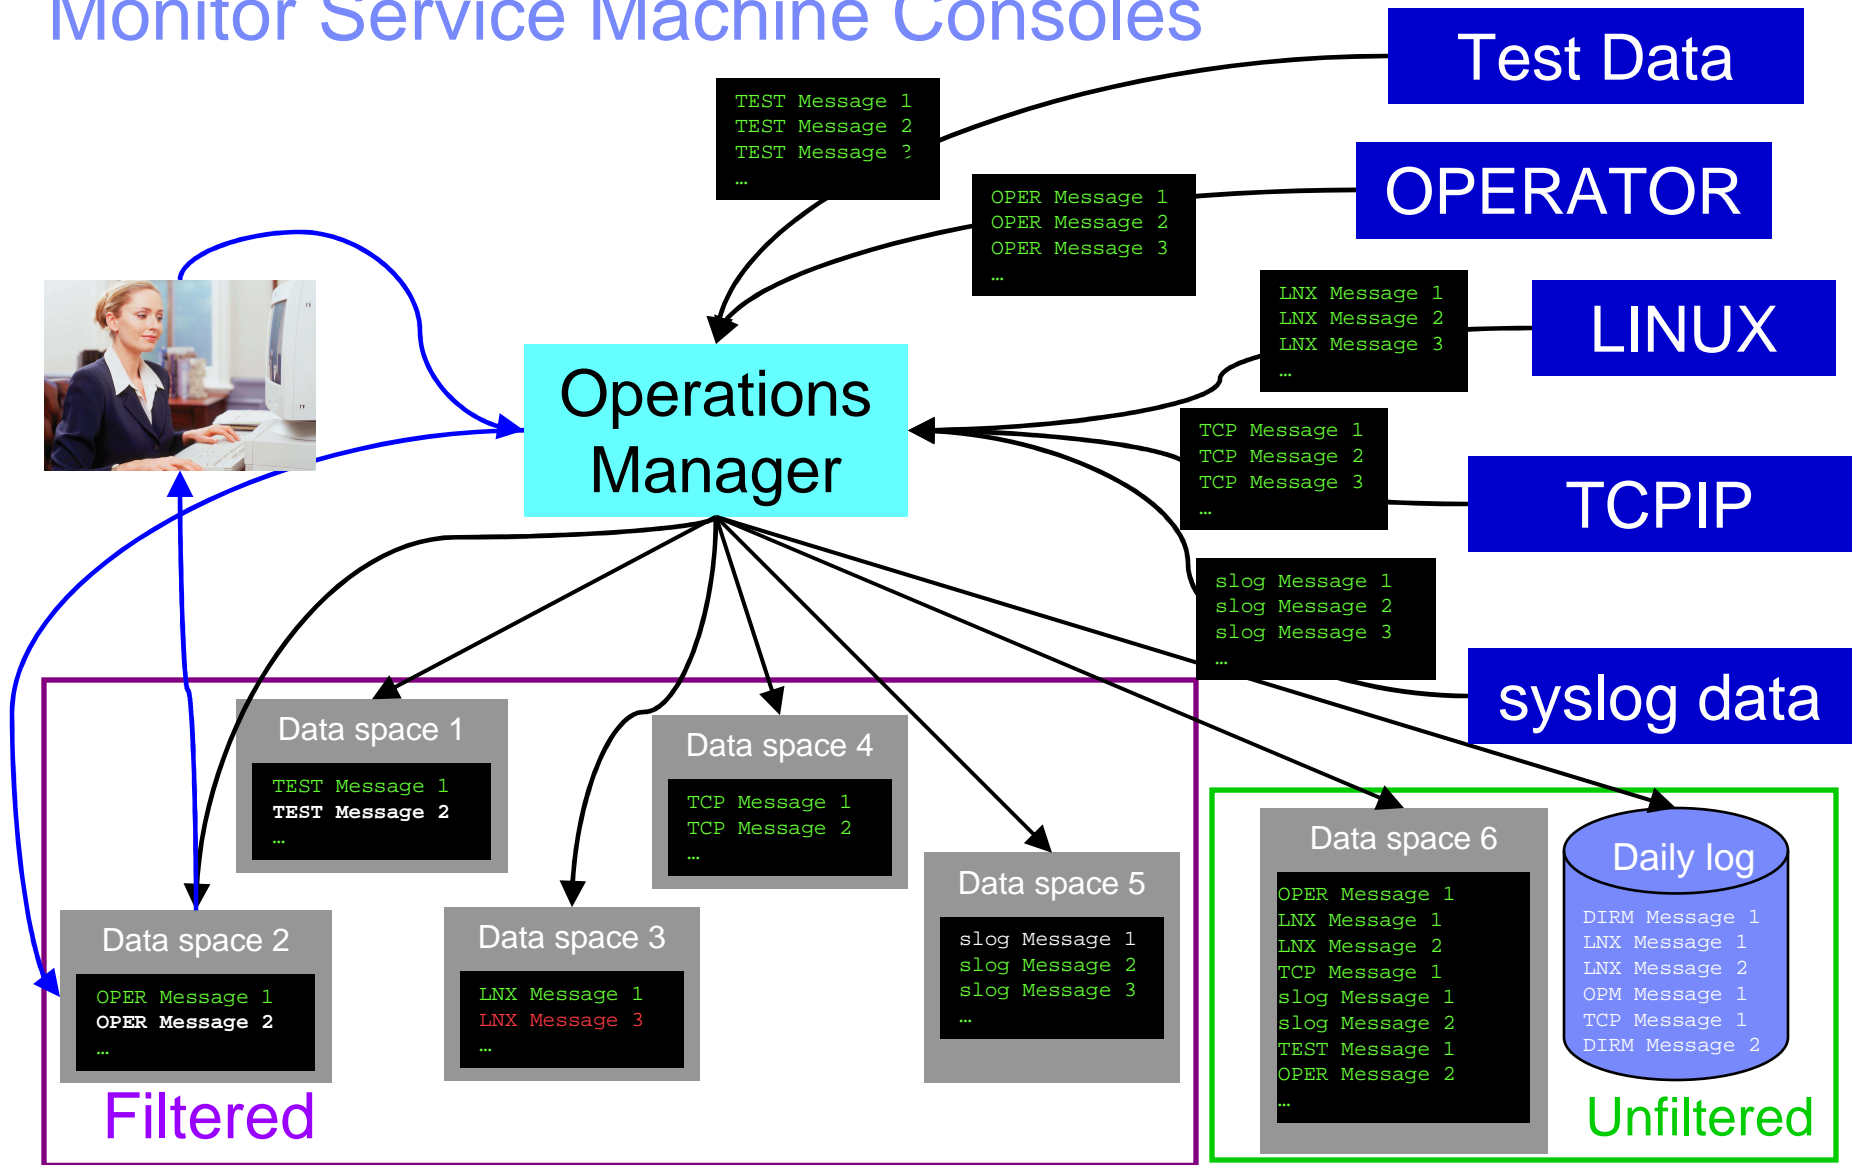 Monitor Service Machine Consoles
Test Data
TEST Message 1
TEST Message 2
TEST Message 3
…
OPERATOR
OPER Message 1
OPER Message 2
OPER Message 3
…
LINUX
LNX Message 1
LNX Message 2
LNX Message 3
…
Operations
Manager
TCPIP
TCP Message 1
TCP Message 2
TCP Message 3
…
slog Message 1
slog Message 2
slog Message 3
…
syslog data
Data space 1
TEST Message 1
TEST Message 2
…
Data space 4
TCP Message 1
TCP Message 2
…
Data space 2
OPER Message 1
OPER Message 2
…
Data space 3
LNX Message 1
LNX Message 3
…
Data space 5
slog Message 1
slog Message 2
slog Message 3
…
Filtered
Data space 6
OPER Message 1
LNX Message 1
LNX Message 2
TCP Message 1
slog Message 1
slog Message 2
TEST Message 1
OPER Message 2
…
Daily log
DIRM Message 1
LNX Message 1
LNX Message 2
OPM Message 1
TCP Message 1
DIRM Message 2
Unfiltered